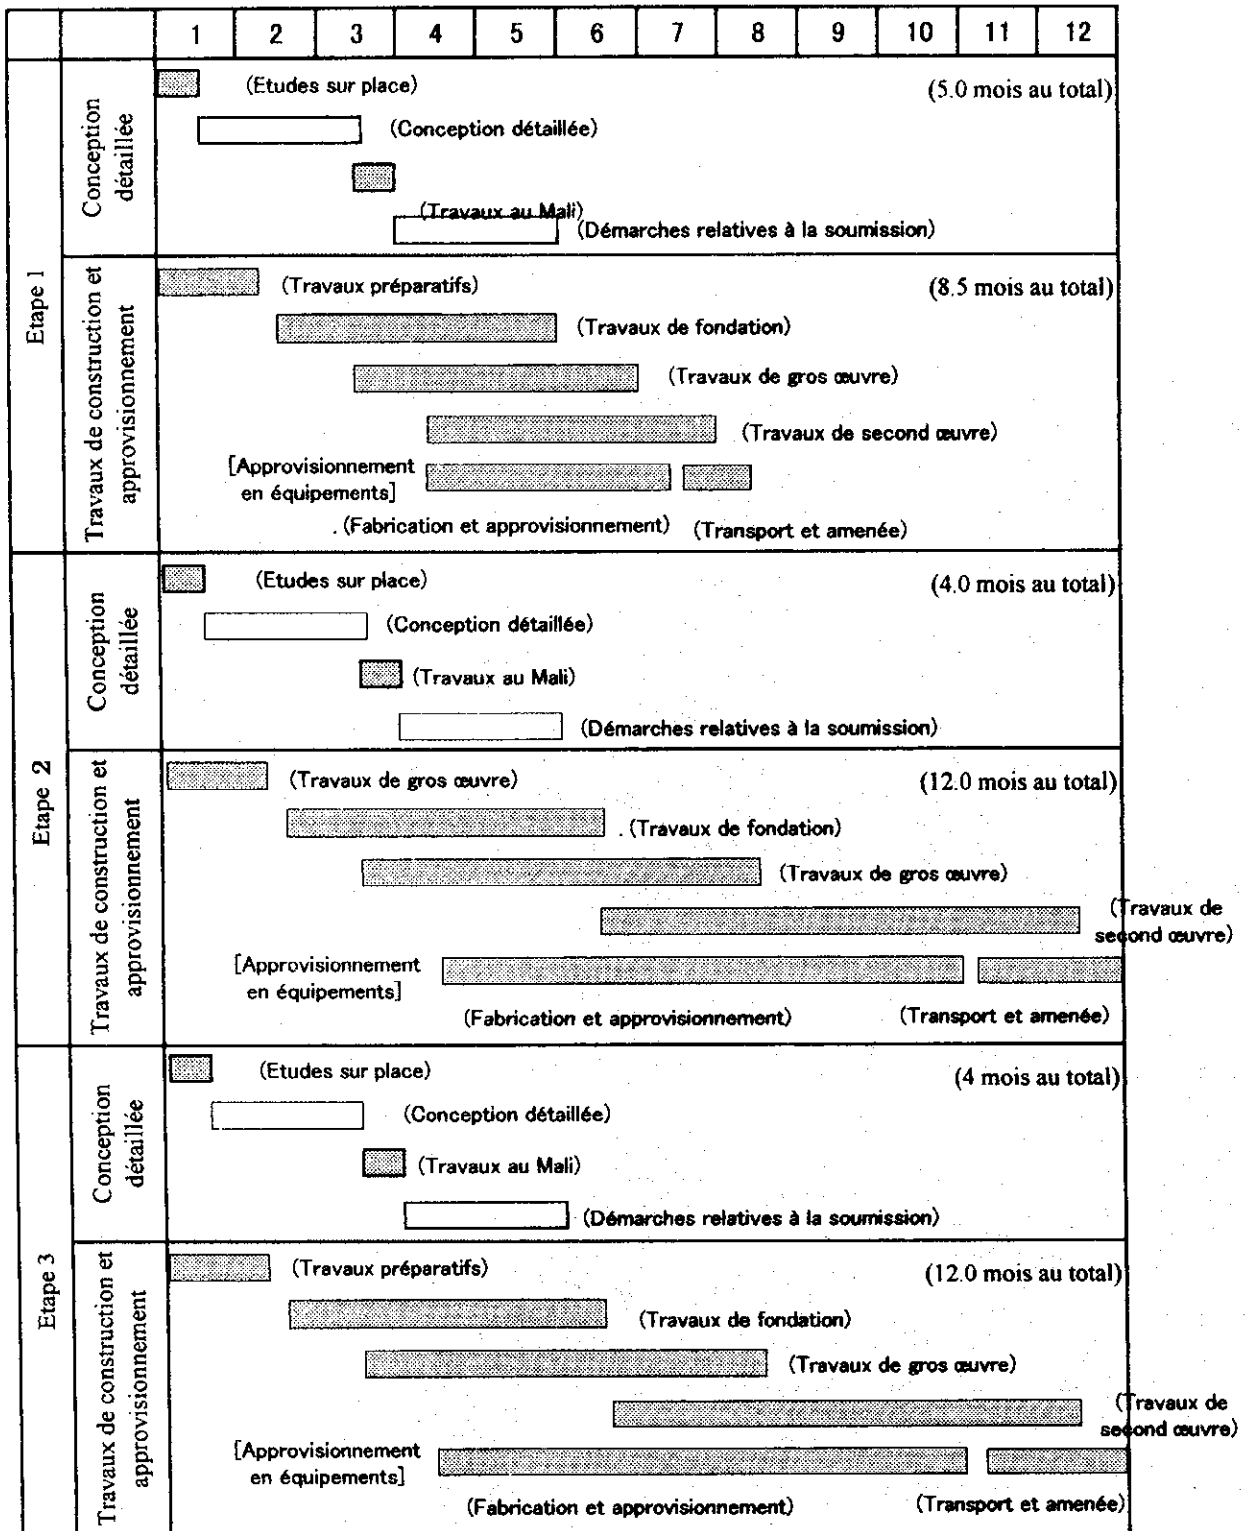 1 2 3 4 5 6 7 8 9 10 11 12
Etape 1
Conception
détaillée
(Etudes sur place)
(5.0 mois au total)
(Conception détaillée)
(Travaux au Mali)
(Démarches relatives à la soumission)
Travaux de construction et
approvisionnement
(Travaux préparatifs)
(8.5 mois au total)
(Travaux de fondation)
(Travaux de gros œuvre)
(Travaux de second œuvre)
[Approvisionnement
en équipements]
(Fabrication et approvisionnement) (Transport et amenée)
Etape 2
Conception
détaillée
(Etudes sur place)
(4.0 mois au total)
(Conception détaillée)
(Travaux au Mali)
(Démarches relatives à la soumission)
Travaux de construction et
approvisionnement
(Travaux de gros œuvre)
(12.0 mois au total)
(Travaux de fondation)
(Travaux de gros œuvre)
(Travaux de
second œuvre)
[Approvisionnement
en équipements]
(Fabrication et approvisionnement) (Transport et amenée)
Etape 3
Conception
détaillée
(Etudes sur place)
(4 mois au total)
(Conception détaillée)
(Travaux au Mali)
(Démarches relatives à la soumission)
Travaux de construction et
approvisionnement
(Travaux préparatifs)
(12.0 mois au total)
(Travaux de fondation)
(Travaux de gros œuvre)
(Travaux de
second œuvre)
[Approvisionnement
en équipements]
(Fabrication et approvisionnement) (Transport et amenée)